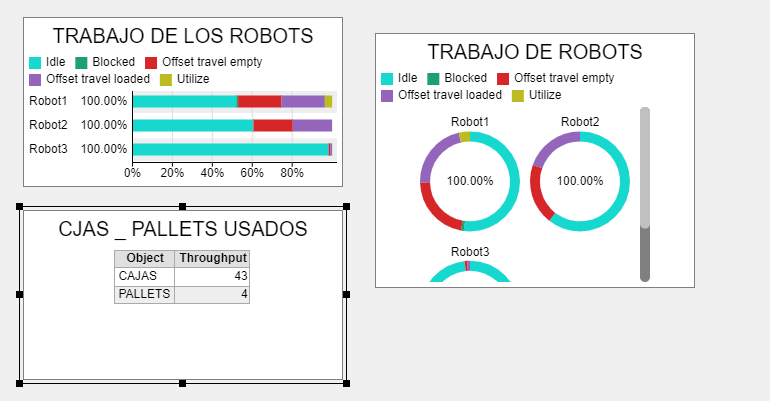 TRABAJO DE LOS ROBOTS
Idle Blocked Offset travel empty
Offset travel loaded Utilize
Robot1 100.00%
Robot2 100.00%
Robot3 100.00%
0% 20% 40% 60% 80%
CJAS _ PALLETS USADOS
Object Throughput
CAJAS 43
PALLETS 4
TRABAJO DE ROBOTS
Idle Blocked Offset travel empty
Offset travel loaded Utilize
Robot1 Robot2
100.00% 100.00%
Robot3